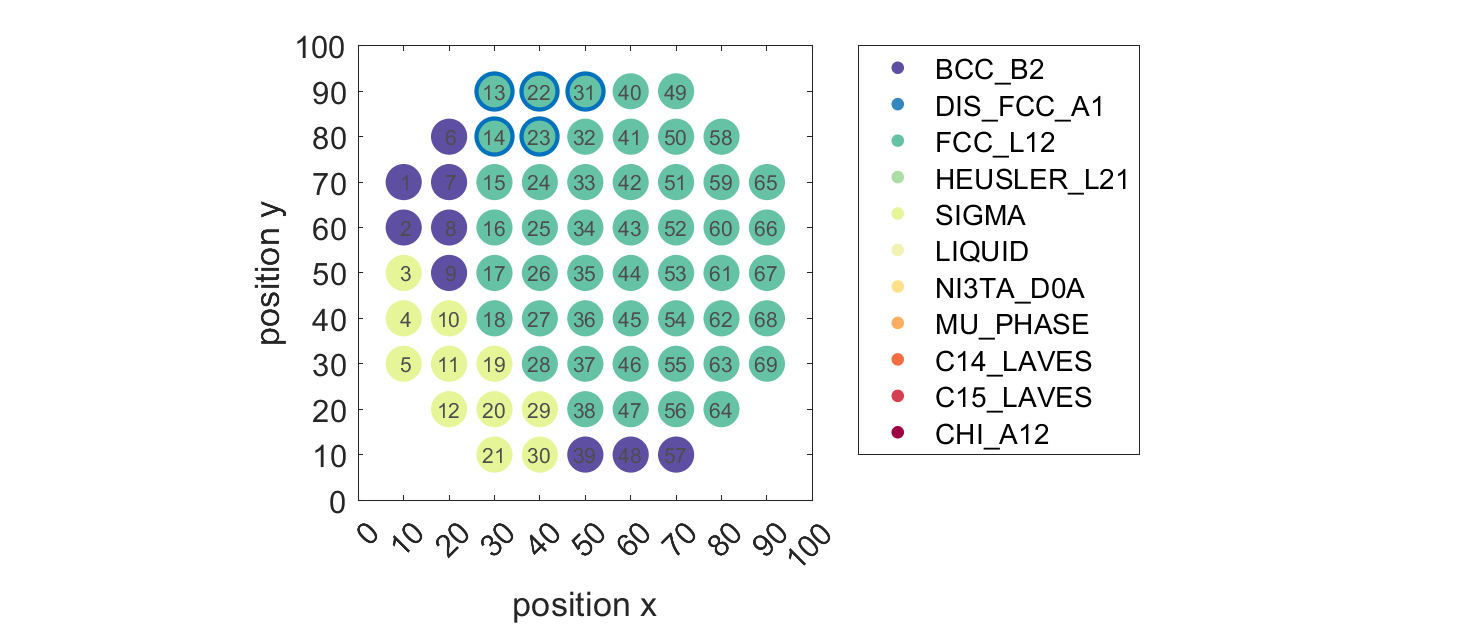 100
90 13 22 31 40 49
80 6 14 23 32 41 50 58
70 1 7 15 24 33 42 51 59 65
60 2 8 16 25 34 43 52 60 66
50 3 9 17 26 35 44 53 61 67
40 4 10 18 27 36 45 54 62 68
30 5 11 19 28 37 46 55 63 69
20 12 20 29 38 47 56 64
10 21 30 39 48 57
0
position y
0 10 20 30 40 50 60 70 80 90 100
position x
BCC_B2
DIS_FCC_A1
FCC_L12
HEUSLER_L21
SIGMA
LIQUID
NI3TA_D0A
MU_PHASE
C14_LAVES
C15_LAVES
CHI_A12